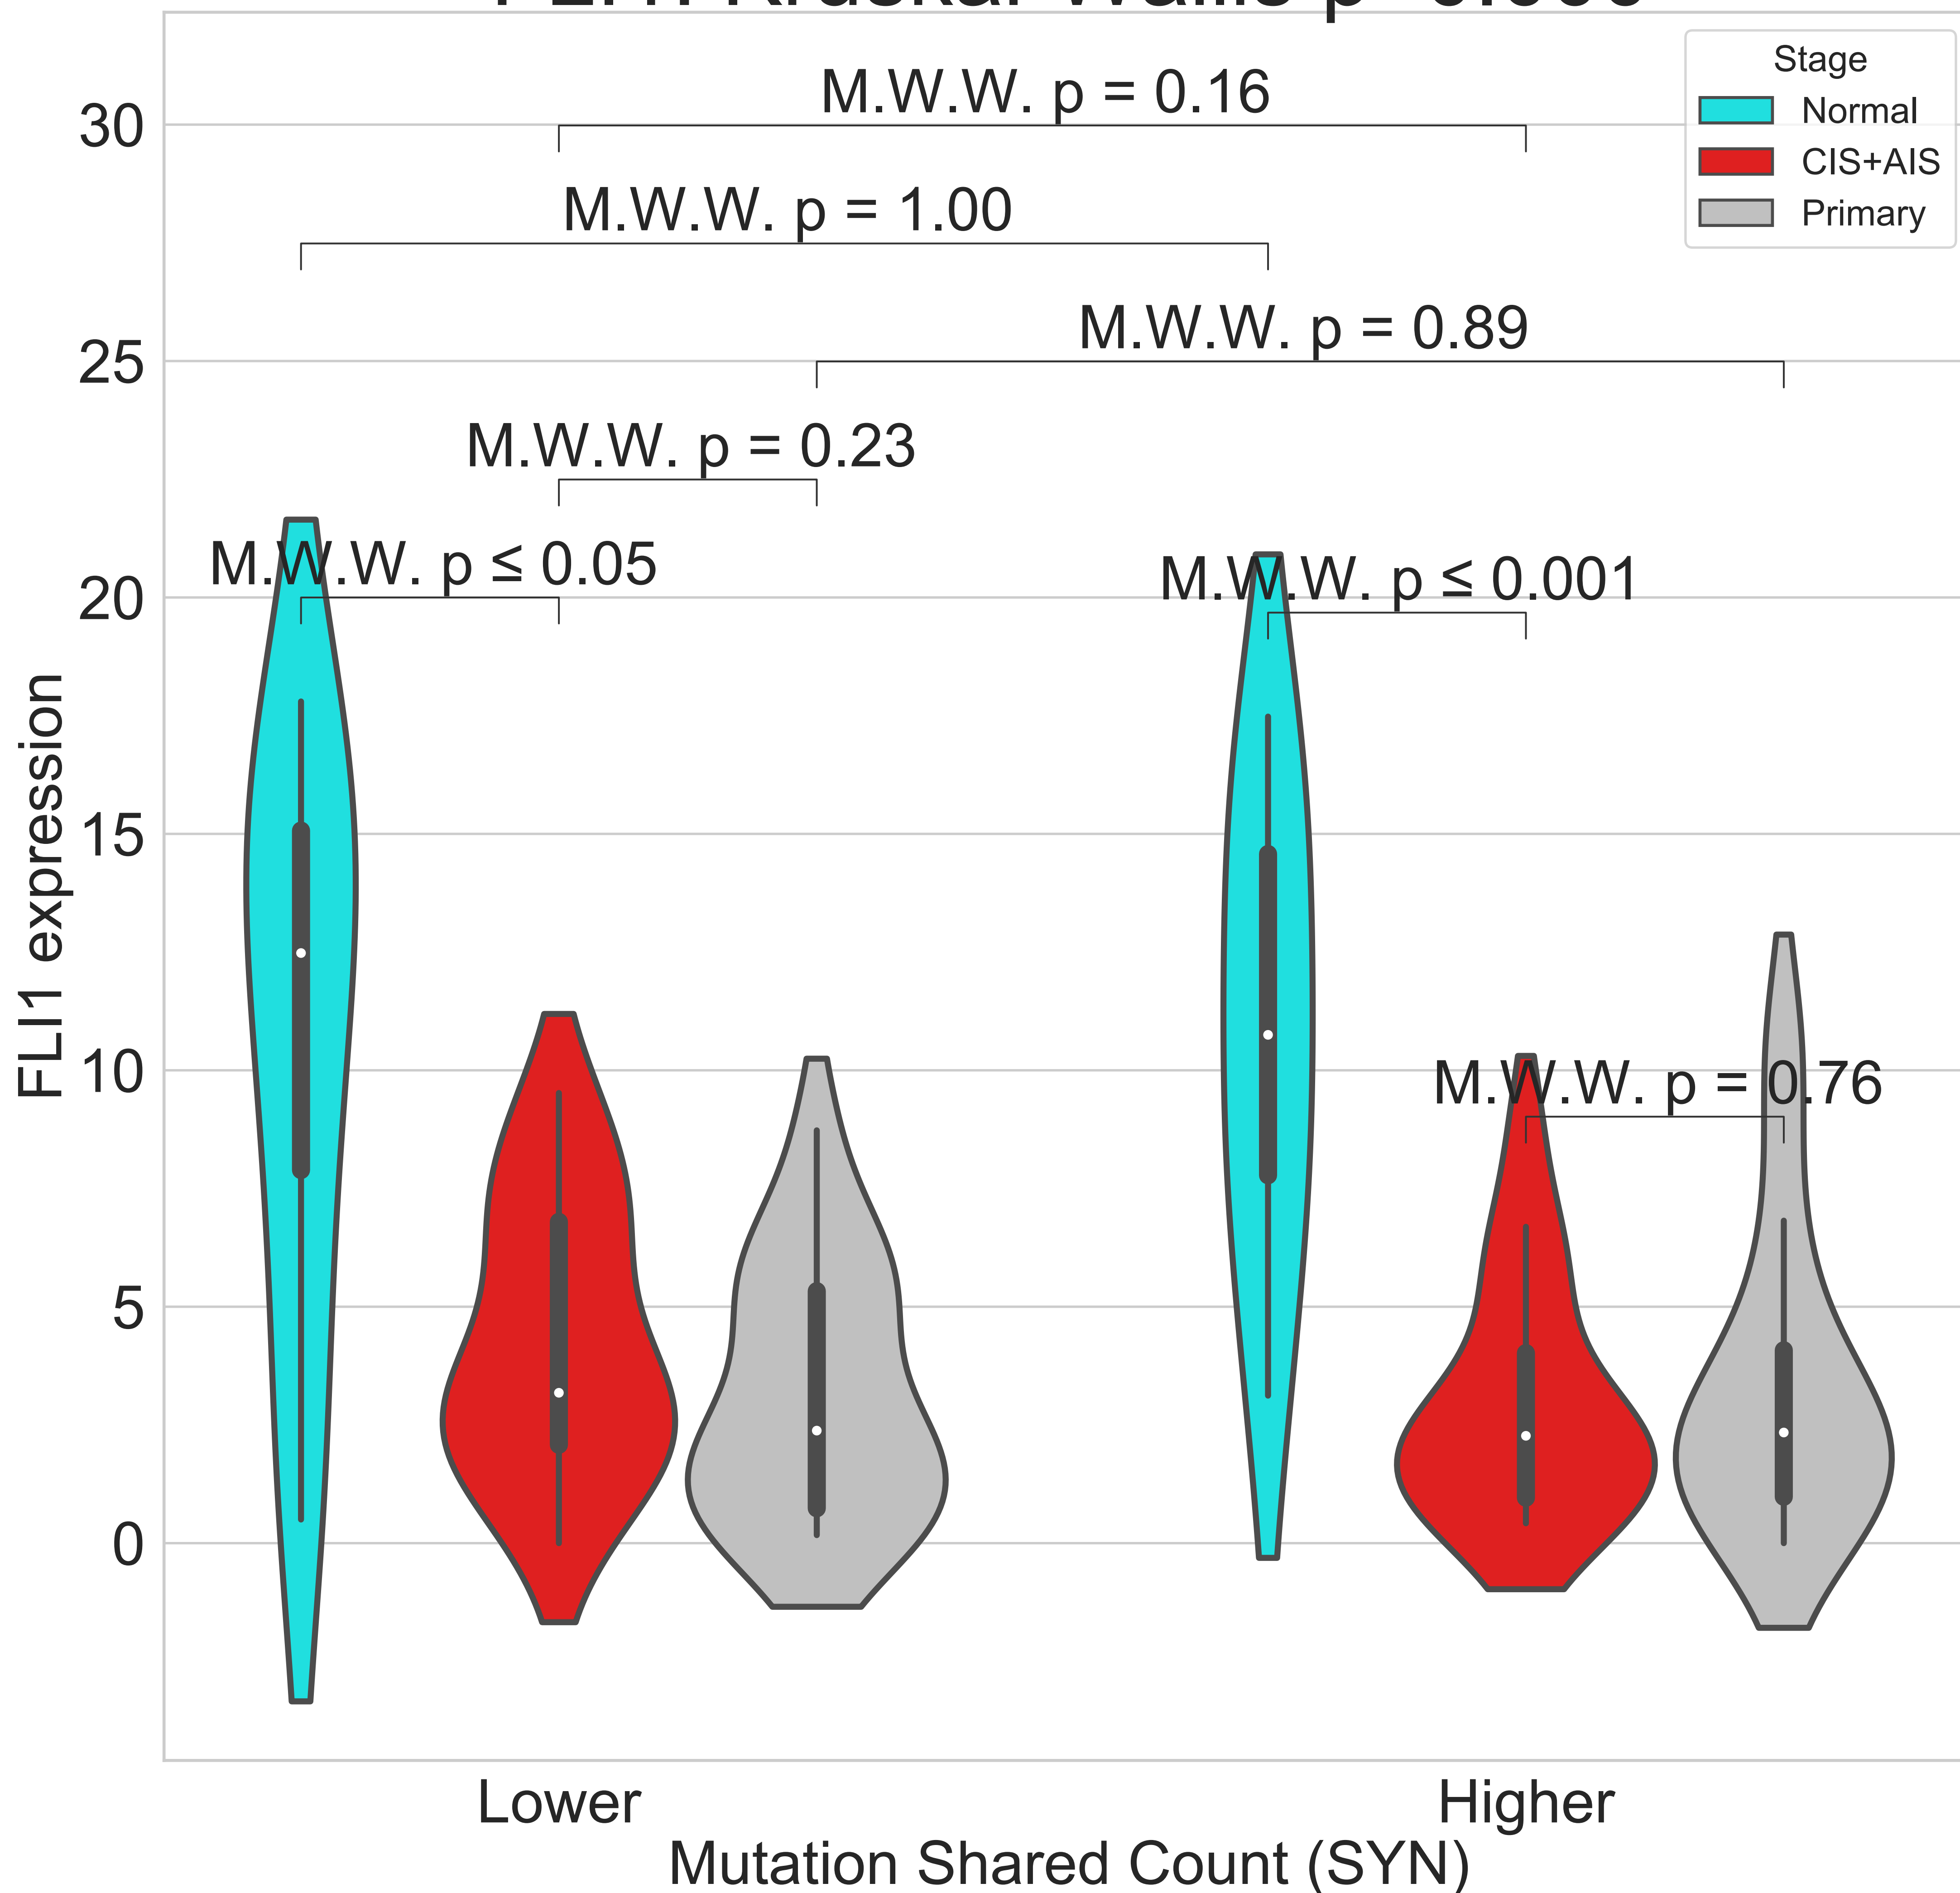 M.W.W. p = 0.16
M.W.W. p = 1.00
M.W.W. p = 0.89
M.W.W. p = 0.23
M.W.W. p ≤ 0.05
M.W.W. p ≤ 0.001
M.W.W. p = 0.76
Stage
Normal
CIS+AIS
Primary
30
25
20
15
10
5
0
FLI1 expression
Lower
Higher
Mutation Shared Count (SYN)